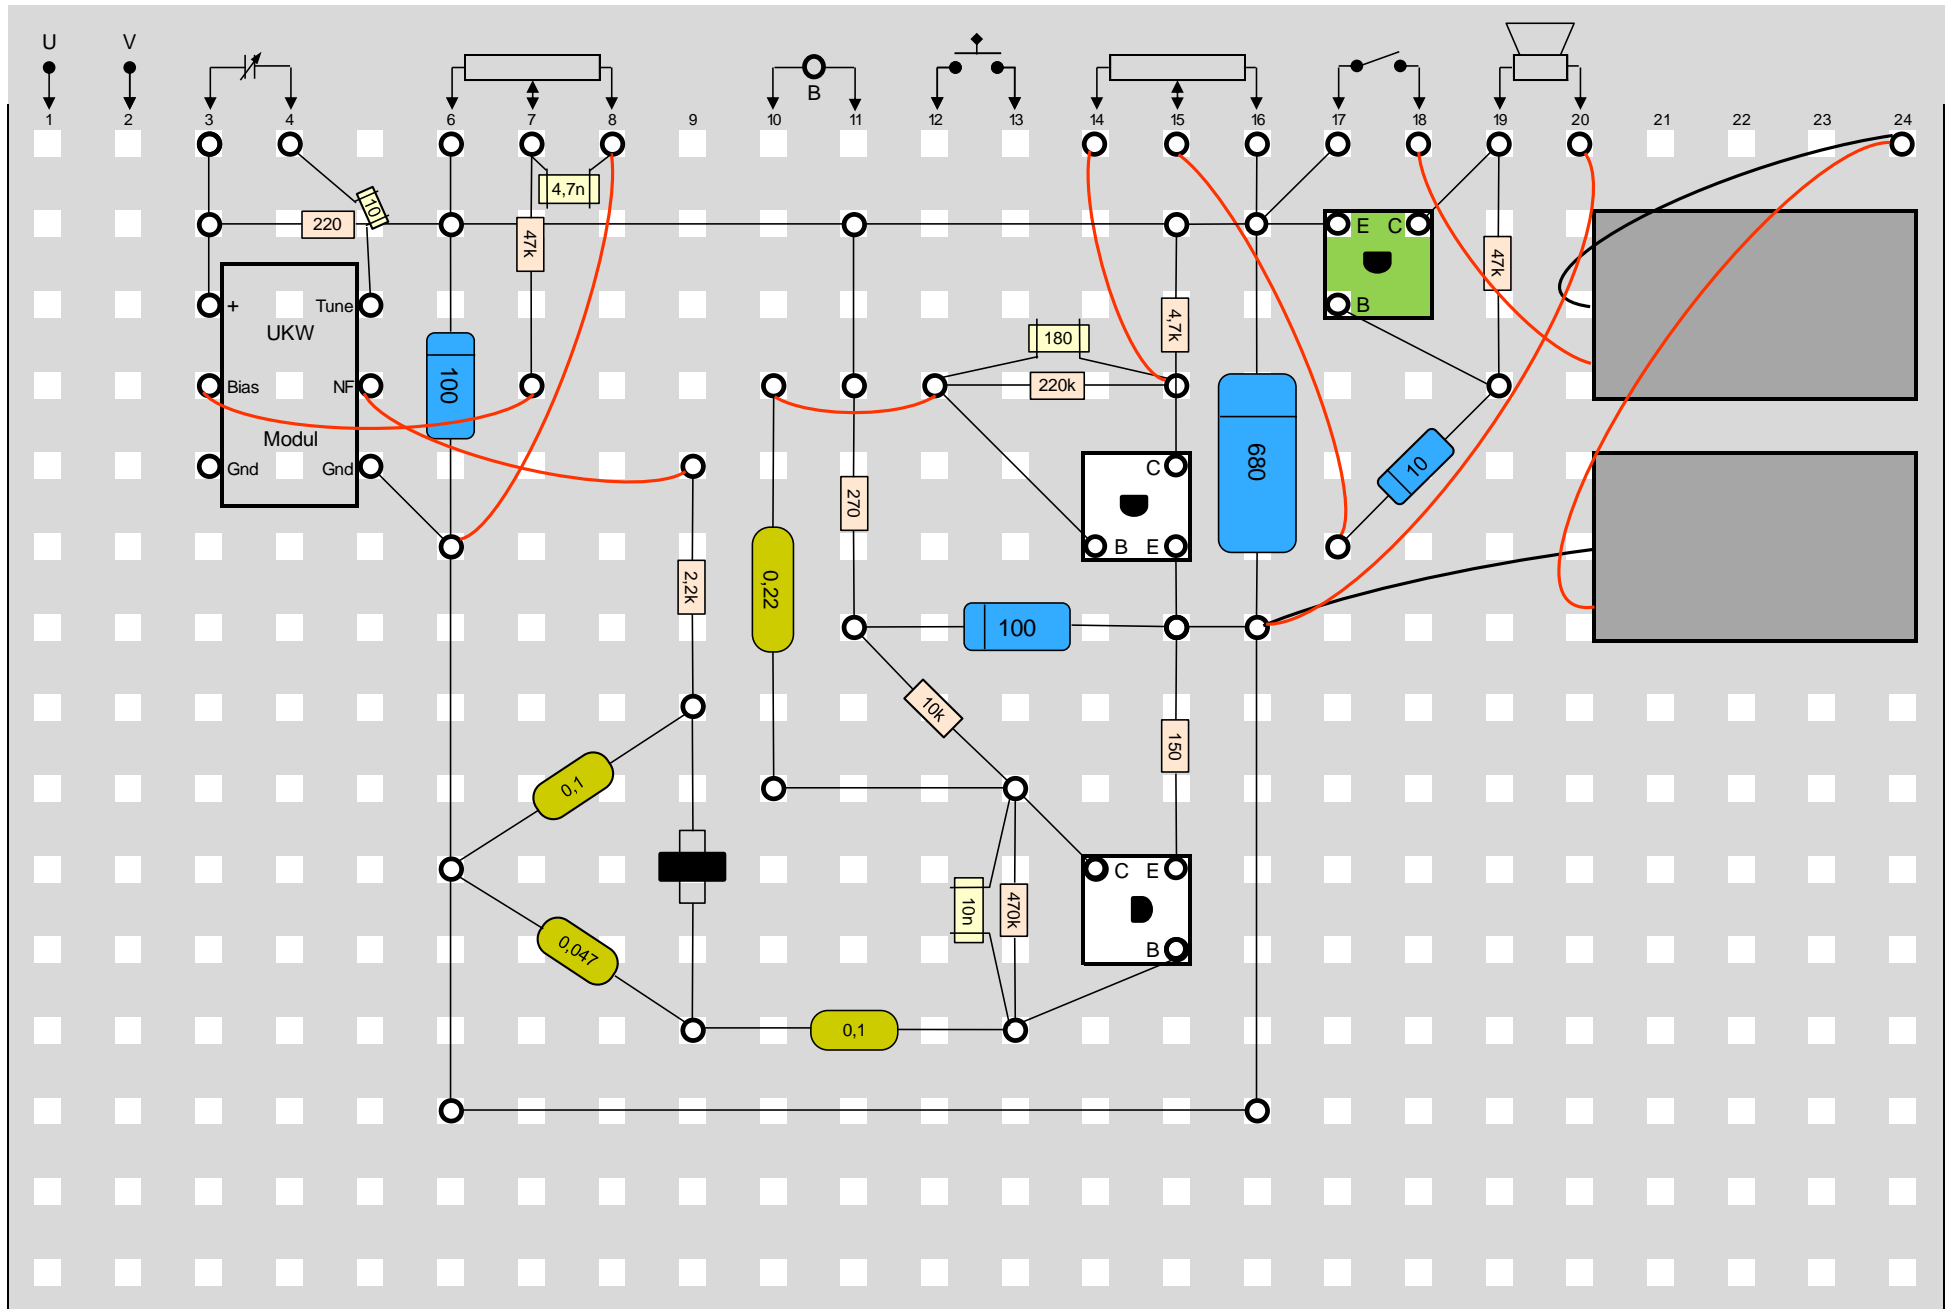 U V
B
1 2 3 4 6 7 8 9 10 11 12 13 14 15 16 17 18 19 20 21 22 23 24
4,7n
10
220
47k
E C
47k
B
+ Tune
UKW
180
4,7k
Bias NF
100
220k
Modul
Gnd Gnd
C
680
10
270
B E
2,2k
0,22
100
10k
150
0,1
C E
10n
470k
B
0,047
0,1